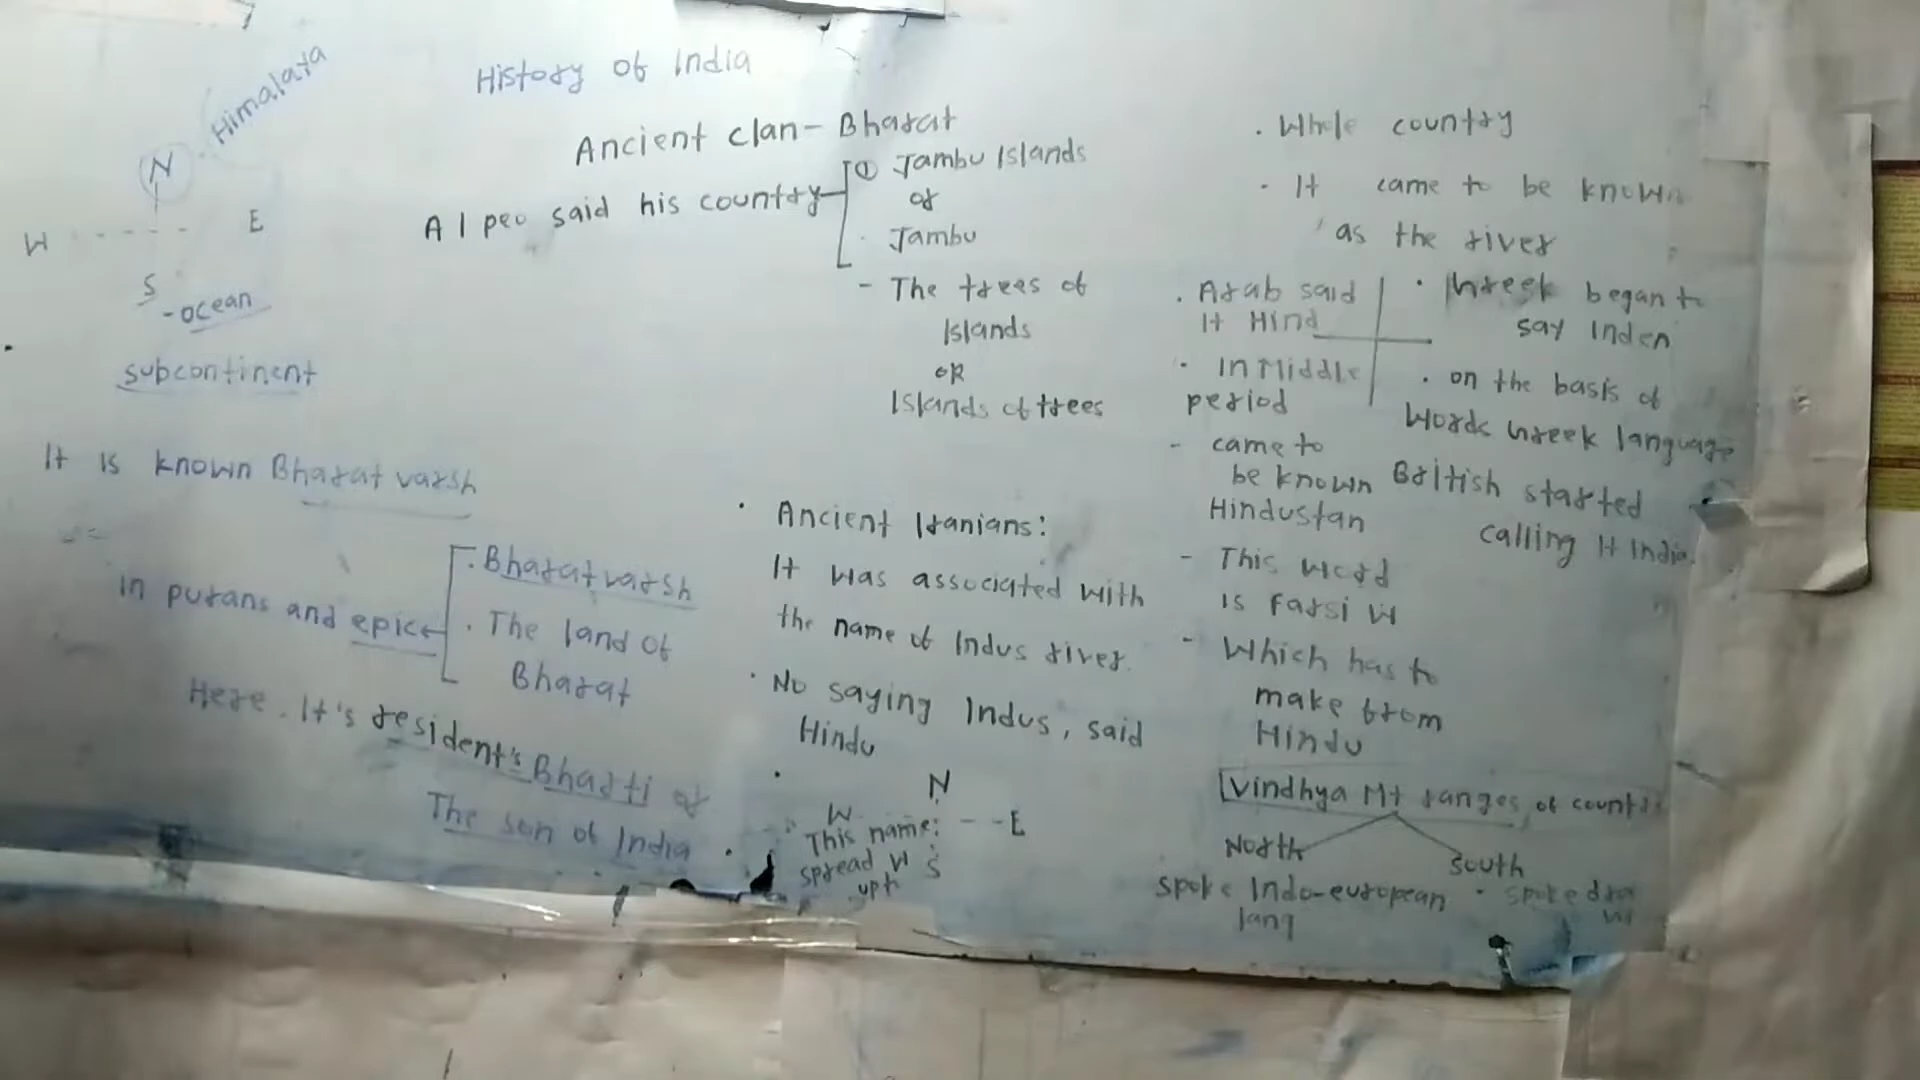 History of India
Himalaya
N
W
E
S
-ocean
subcontinent
It is known Bharat varsh
in purans and epic
. Bharatvarsh
. The land of
Bharat
Here. It's resident's Bharti or
The son of India
Ancient clan- Bharat
A I peo said his country
① Jambu Islands
or
. Jambu
- The trees of
Islands
OR
Islands of trees
. Ancient Iranians:
It was associated with
the name of Indus river.
. No saying Indus, said
Hindu
N
W
--E
S
. This name:
spread W
upto
. Whole country
. It came to be known
as the river
. Arab said
It Hind
. In Middle
period
- came to
be known
Hindustan
- This word
is Farsi W
- Which has to
make from
Hindu
. Greek began to
say Inden
. on the basis of
Words Greek language
British started
calling It India.
Vindhya Mt ranges of
North
South
spoke Indo-european
lang
. spoke